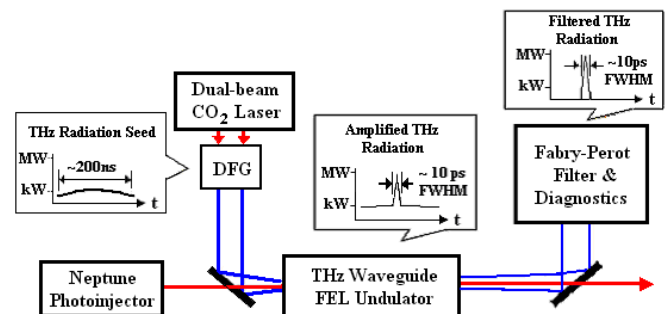 Filtered THz
Radiation
MW
kW
~10ps
FWHM
t
Dual-beam
CO₂ Laser
THz Radiation Seed
MW
~200ns
kW
t
DFG
Amplified THz
Radiation
MW
kW
~ 10 ps
FWHM
t
Fabry-Perot
Filter &
Diagnostics
Neptune
Photoinjector
THz Waveguide
FEL Undulator